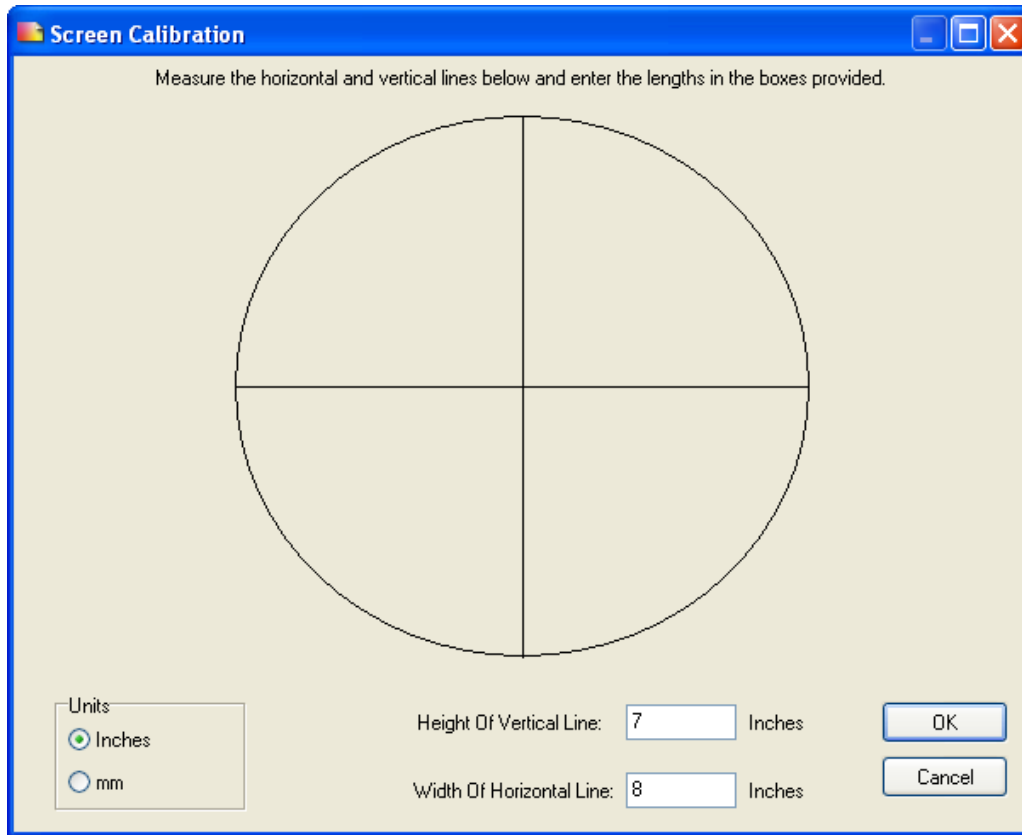 Screen Calibration
Measure the horizontal and vertical lines below and enter the lengths in the boxes provided.
Units
Inches
mm
Height Of Vertical Line: 7 Inches
Width Of Horizontal Line: 8 Inches
OK
Cancel